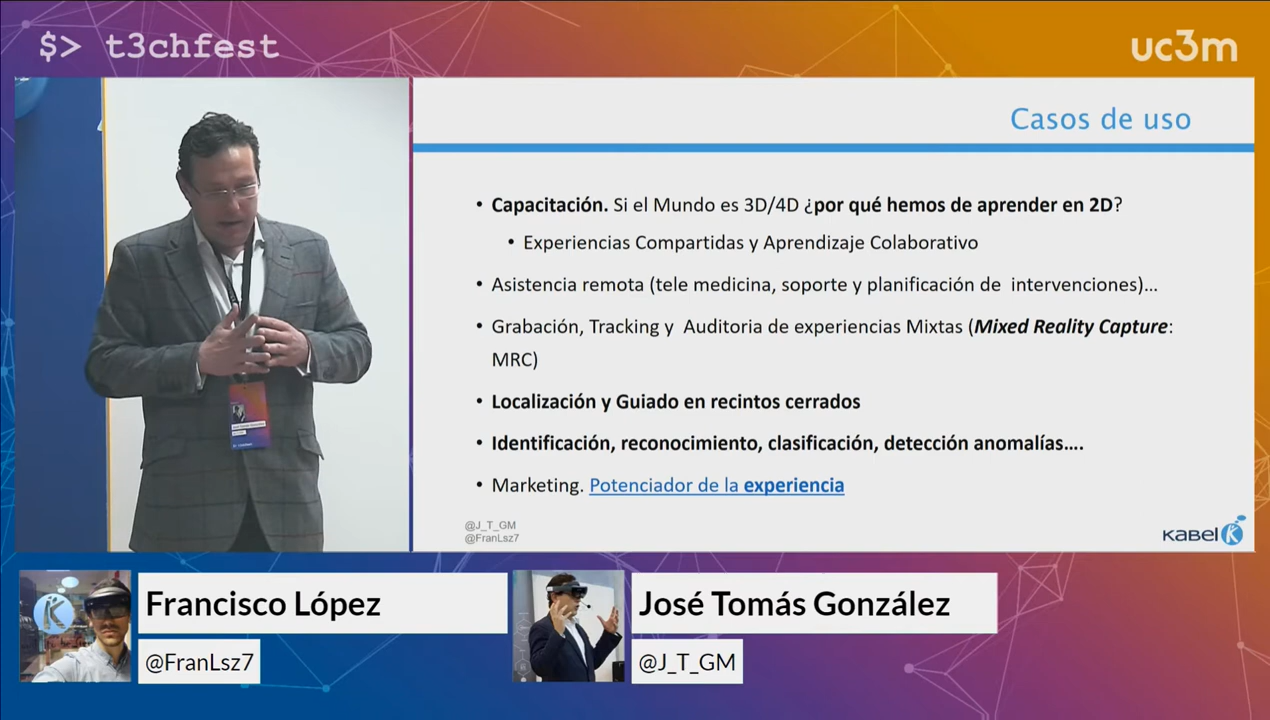 $> t3chfest
uc3m
Casos de uso
• Capacitación. Si el Mundo es 3D/4D ¿por qué hemos de aprender en 2D?
• Experiencias Compartidas y Aprendizaje Colaborativo
• Asistencia remota (tele medicina, soporte y planificación de intervenciones)...
• Grabación, Tracking y Auditoria de experiencias Mixtas (Mixed Reality Capture:
MRC)
• Localización y Guiado en recintos cerrados
• Identificación, reconocimiento, clasificación, detección anomalías....
• Marketing. Potenciador de la experiencia
@J_T_GM
@FranLsz7
Kabel
Francisco López
@FranLsz7
José Tomás González
@J_T_GM